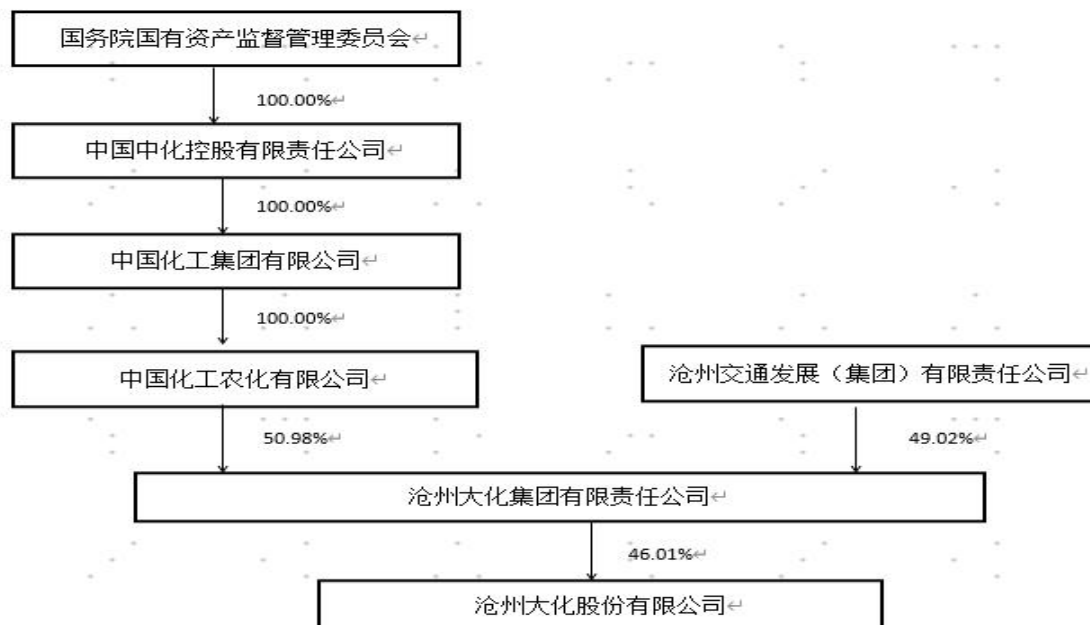 国务院国有资产监督管理委员会
100.00%
中国中化控股有限责任公司
100.00%
中国化工集团有限公司
100.00%
中国化工农化有限公司
沧州交通发展（集团）有限责任公司
50.98%
49.02%
沧州大化集团有限责任公司
46.01%
沧州大化股份有限公司